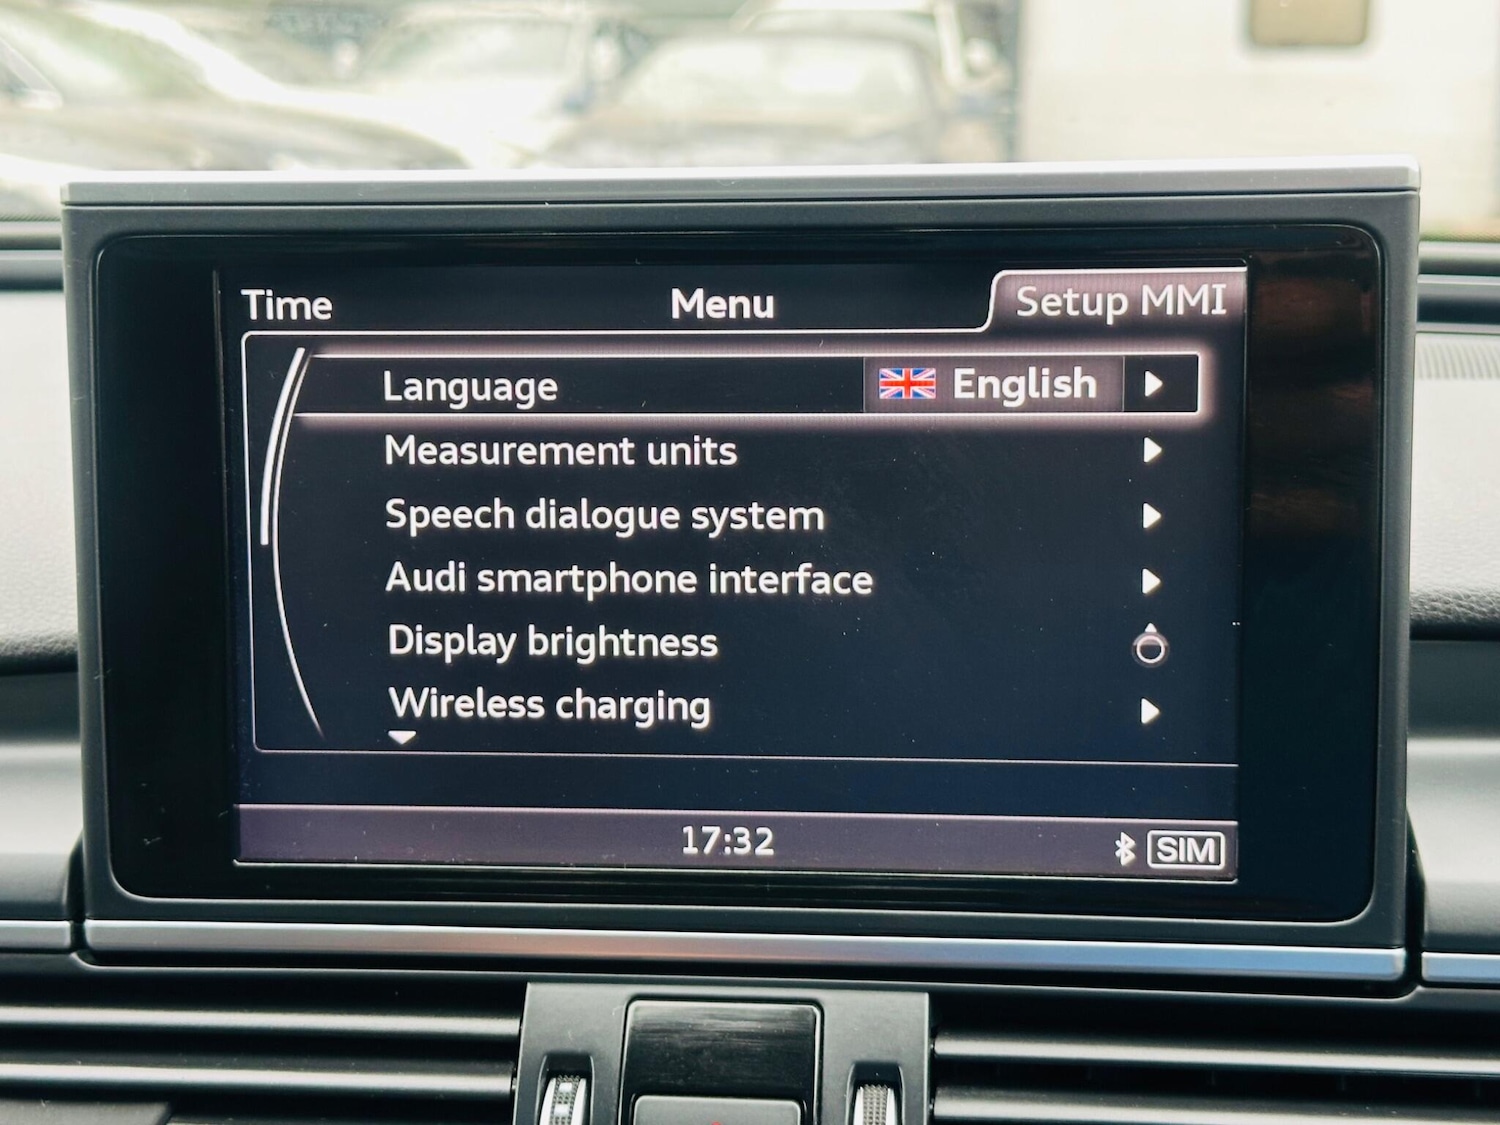 Time Menu Setup MMI
Language English
Measurement units
Speech dialogue system
Audi smartphone interface
Display brightness
Wireless charging
17:32 SIM